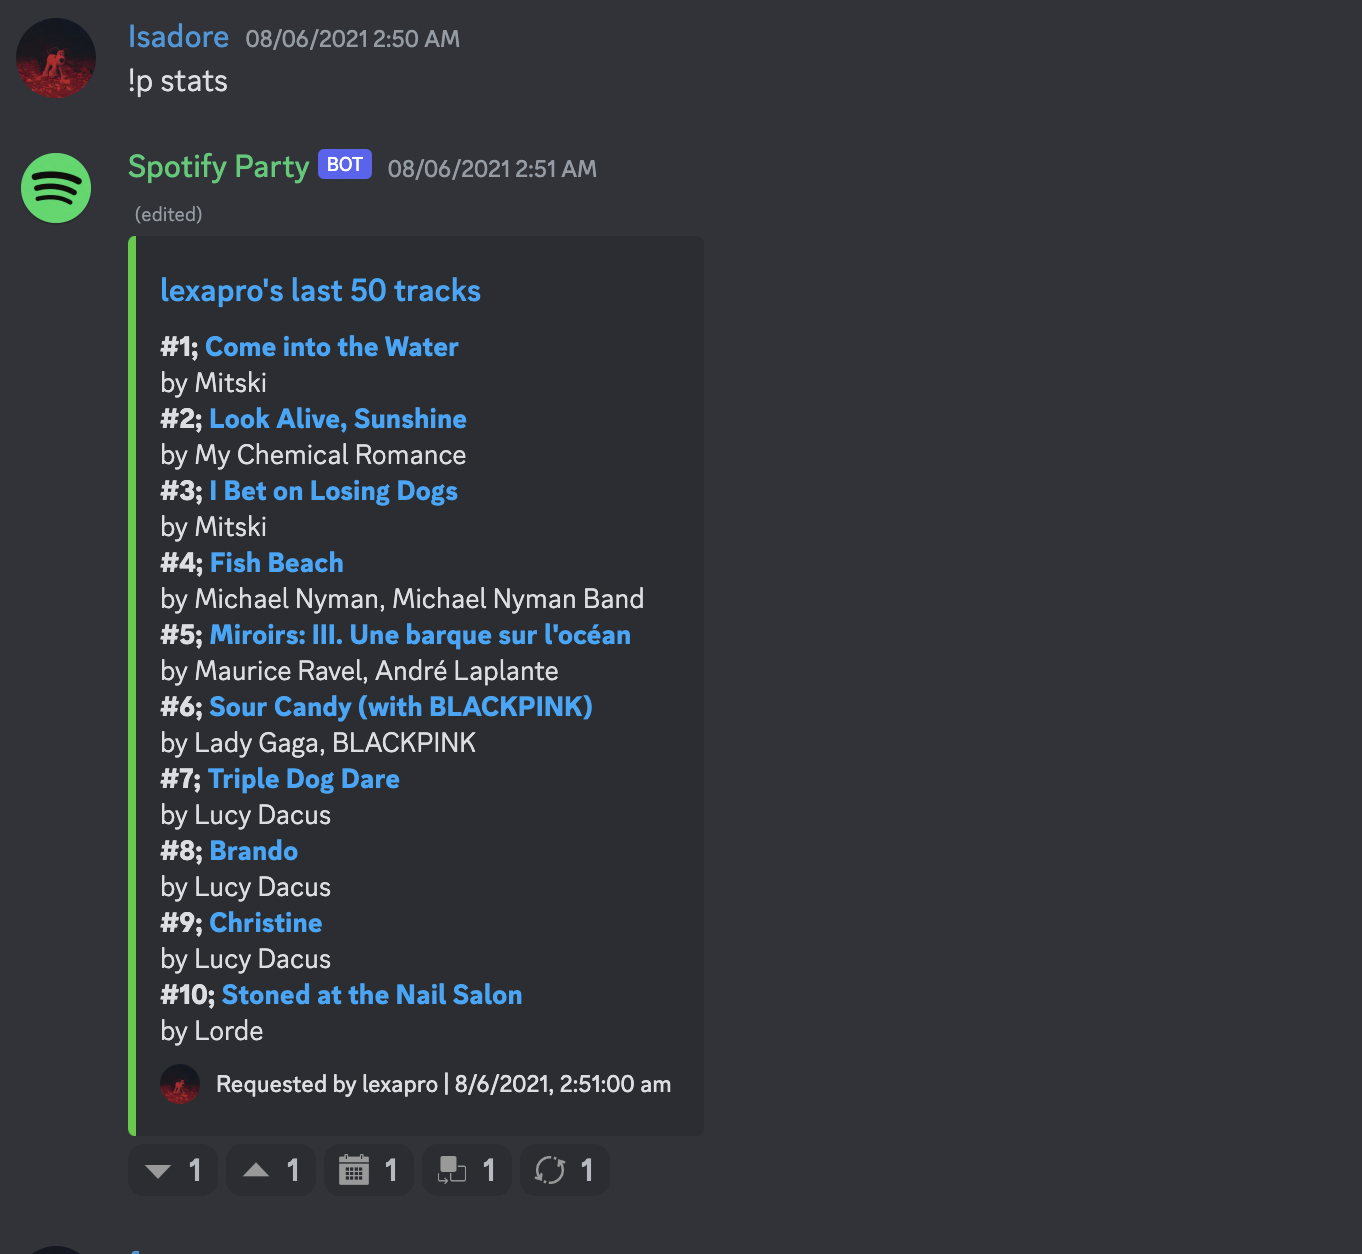 Isadore 08/06/2021 2:50 AM
!p stats
Spotify Party BOT 08/06/2021 2:51 AM
(edited)
lexapro's last 50 tracks
#1; Come into the Water
by Mitski
#2; Look Alive, Sunshine
by My Chemical Romance
#3; I Bet on Losing Dogs
by Mitski
#4; Fish Beach
by Michael Nyman, Michael Nyman Band
#5; Miroirs: III. Une barque sur l'océan
by Maurice Ravel, André Laplante
#6; Sour Candy (with BLACKPINK)
by Lady Gaga, BLACKPINK
#7; Triple Dog Dare
by Lucy Dacus
#8; Brando
by Lucy Dacus
#9; Christine
by Lucy Dacus
#10; Stoned at the Nail Salon
by Lorde
Requested by lexapro | 8/6/2021, 2:51:00 am
1 1 1 1 1